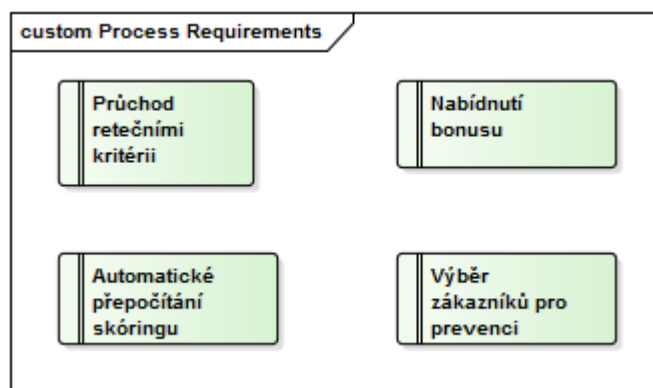 custom Process Requirements
Průchod
retečními
kritérii
Nabídnutí
bonusu
Automatické
přepočítání
skóringu
Výběr
zákazníků pro
prevenci